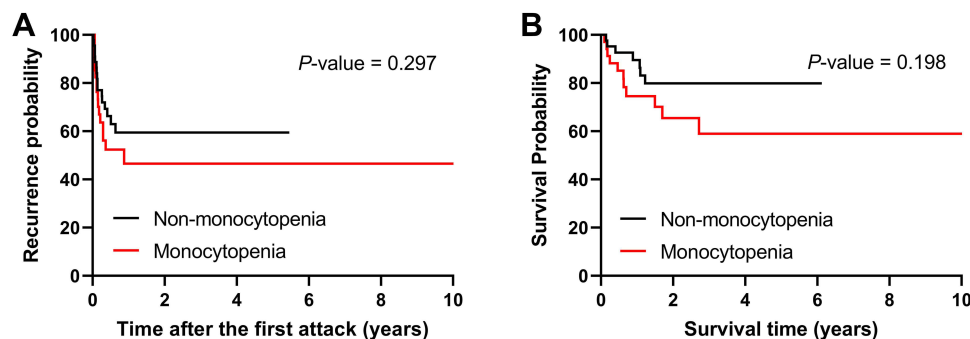 A
Recurrence probability
100
80
60
40
20
0
P-value = 0.297
Non-monocytopenia
Monocytopenia
0 2 4 6 8 10
Time after the first attack (years)
B
Survival Probability
100
80
60
40
20
0
P-value = 0.198
Non-monocytopenia
Monocytopenia
0 2 4 6 8 10
Survival time (years)